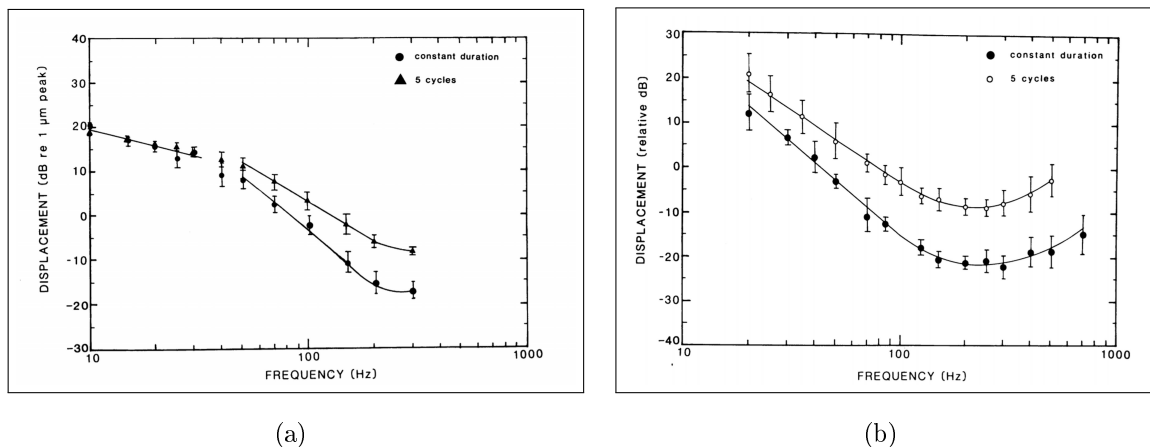 40
30
20
10
0
-10
-20
-30
10
100
1000
DISPLACEMENT (dB re 1 µm peak)
FREQUENCY (Hz)
constant duration
5 cycles
(a)
30
20
10
0
-10
-20
-30
-40
10
100
1000
DISPLACEMENT (relative dB)
FREQUENCY (Hz)
constant duration
5 cycles
(b)